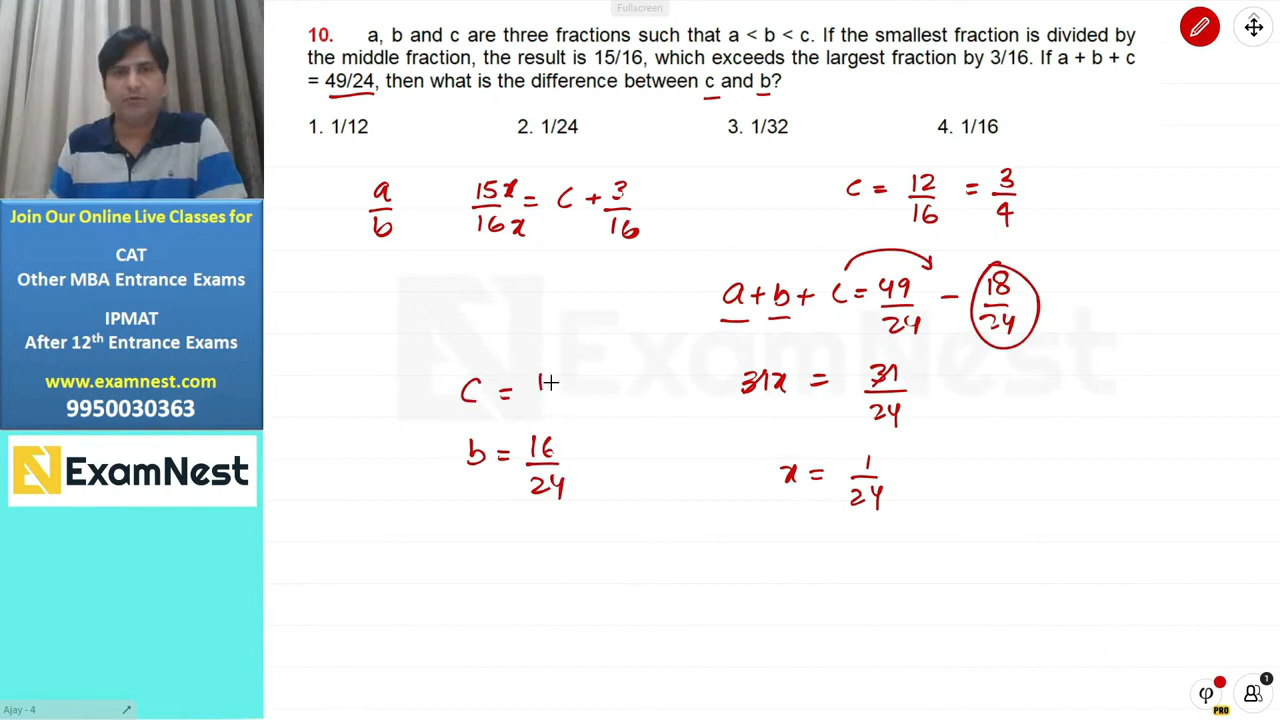 Fullscreen
10. a, b and c are three fractions such that a < b < c. If the smallest fraction is divided by
the middle fraction, the result is 15/16, which exceeds the largest fraction by 3/16. If a + b + c
= 49/24, then what is the difference between c and b?
1. 1/12 2. 1/24 3. 1/32 4. 1/16
a/b 15x/16x = c + 3/16
c = 12/16 = 3/4
a + b + c = 49/24 - 18/24
31x = 31/24
x = 1/24
c = 1
b = 16/24
Join Our Online Live Classes for
CAT
Other MBA Entrance Exams
IPMAT
After 12th Entrance Exams
www.examnest.com
9950030363
ExamNest
ExamNest
Ajay - 4
φ PRO
1